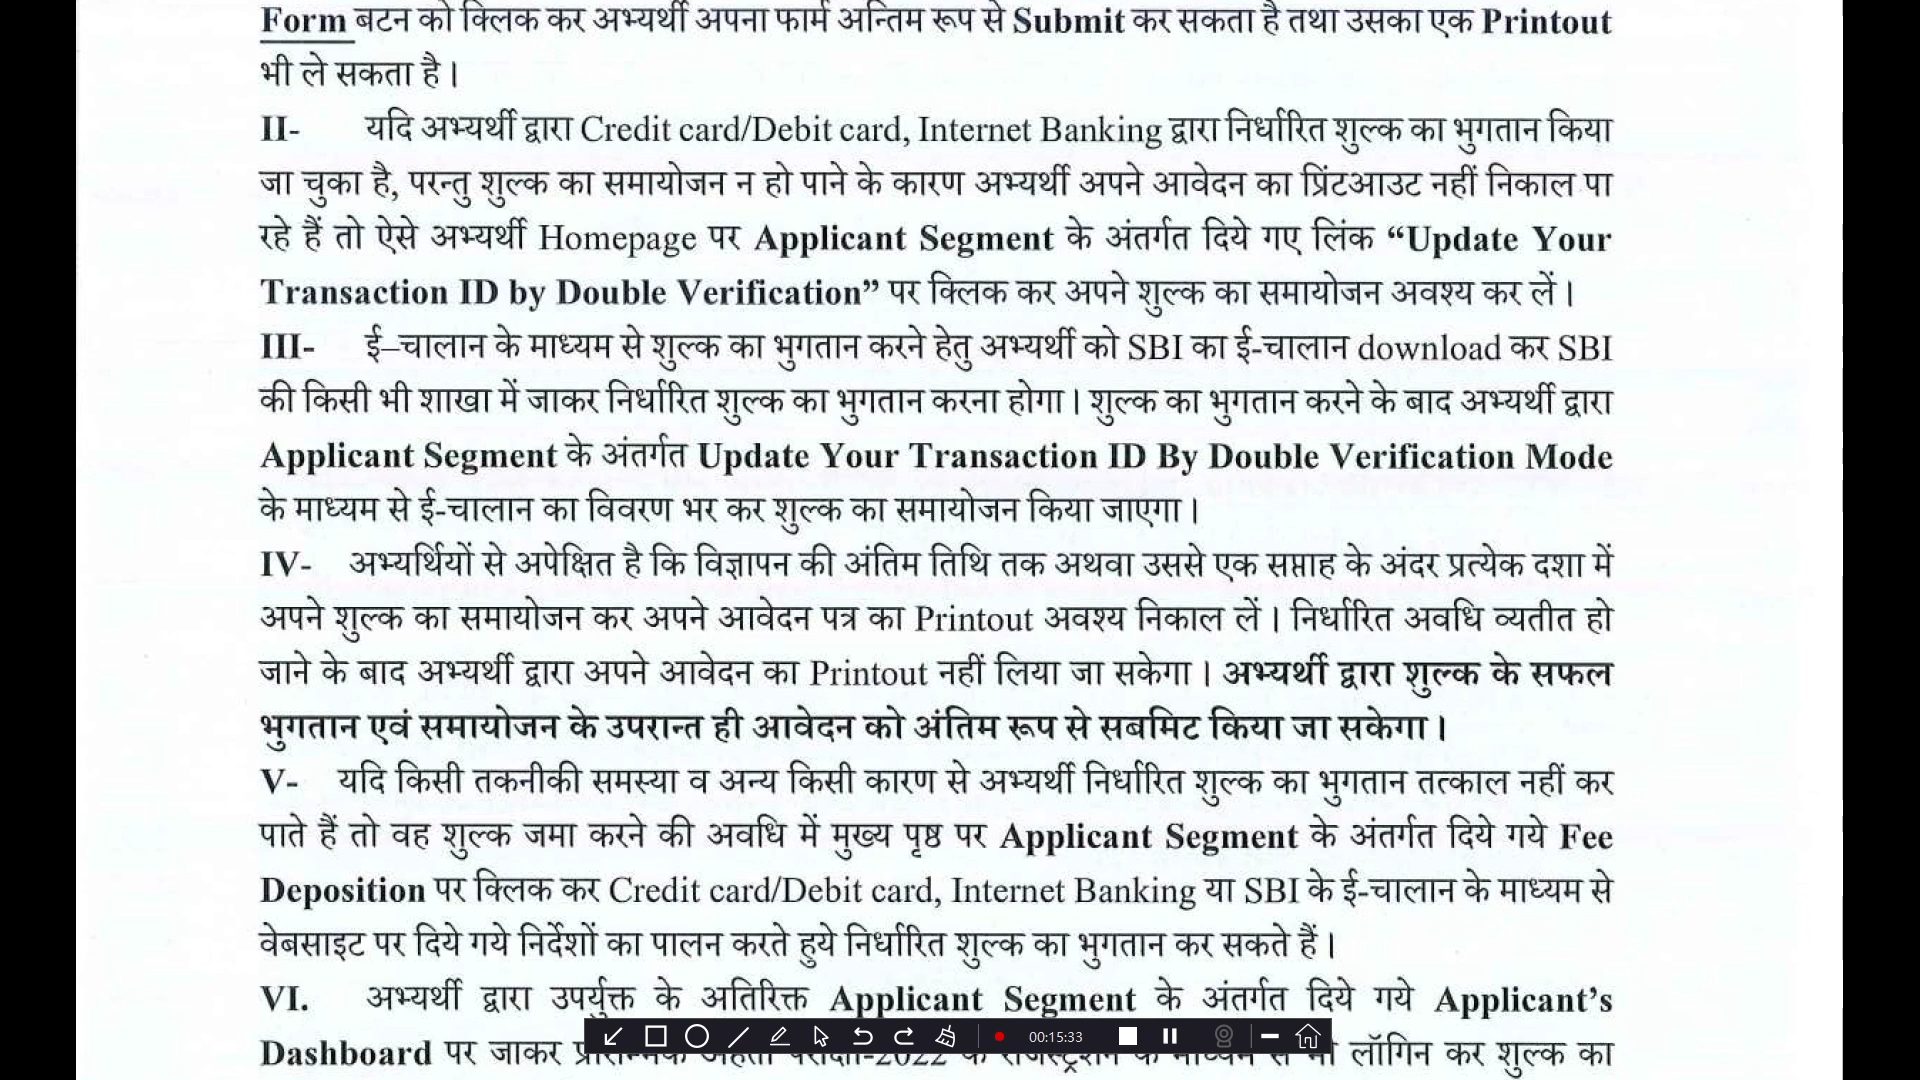 Form बटन को क्लिक कर अभ्यर्थी अपना फार्म अन्तिम रूप से Submit कर सकता है तथा उसका एक Printout
भी ले सकता है।
II- यदि अभ्यर्थी द्वारा Credit card/Debit card, Internet Banking द्वारा निर्धारित शुल्क का भुगतान किया
जा चुका है, परन्तु शुल्क का समायोजन न हो पाने के कारण अभ्यर्थी अपने आवेदन का प्रिंटआउट नहीं निकाल पा
रहे हैं तो ऐसे अभ्यर्थी Homepage पर Applicant Segment के अंतर्गत दिये गए लिंक “Update Your
Transaction ID by Double Verification” पर क्लिक कर अपने शुल्क का समायोजन अवश्य कर लें।
III- ई–चालान के माध्यम से शुल्क का भुगतान करने हेतु अभ्यर्थी को SBI का ई-चालान download कर SBI
की किसी भी शाखा में जाकर निर्धारित शुल्क का भुगतान करना होगा। शुल्क का भुगतान करने के बाद अभ्यर्थी द्वारा
Applicant Segment के अंतर्गत Update Your Transaction ID By Double Verification Mode
के माध्यम से ई-चालान का विवरण भर कर शुल्क का समायोजन किया जाएगा।
IV- अभ्यर्थियों से अपेक्षित है कि विज्ञापन की अंतिम तिथि तक अथवा उससे एक सप्ताह के अंदर प्रत्येक दशा में
अपने शुल्क का समायोजन कर अपने आवेदन पत्र का Printout अवश्य निकाल लें। निर्धारित अवधि व्यतीत हो
जाने के बाद अभ्यर्थी द्वारा अपने आवेदन का Printout नहीं लिया जा सकेगा। अभ्यर्थी द्वारा शुल्क के सफल
भुगतान एवं समायोजन के उपरान्त ही आवेदन को अंतिम रूप से सबमिट किया जा सकेगा।
V- यदि किसी तकनीकी समस्या व अन्य किसी कारण से अभ्यर्थी निर्धारित शुल्क का भुगतान तत्काल नहीं कर
पाते हैं तो वह शुल्क जमा करने की अवधि में मुख्य पृष्ठ पर Applicant Segment के अंतर्गत दिये गये Fee
Deposition पर क्लिक कर Credit card/Debit card, Internet Banking या SBI के ई-चालान के माध्यम से
वेबसाइट पर दिये गये निर्देशों का पालन करते हुये निर्धारित शुल्क का भुगतान कर सकते हैं।
VI. अभ्यर्थी द्वारा उपर्युक्त के अतिरिक्त Applicant Segment के अंतर्गत दिये गये Applicant’s
00:15:33
Dashboard पर जाकर लॉगिन कर शुल्क का